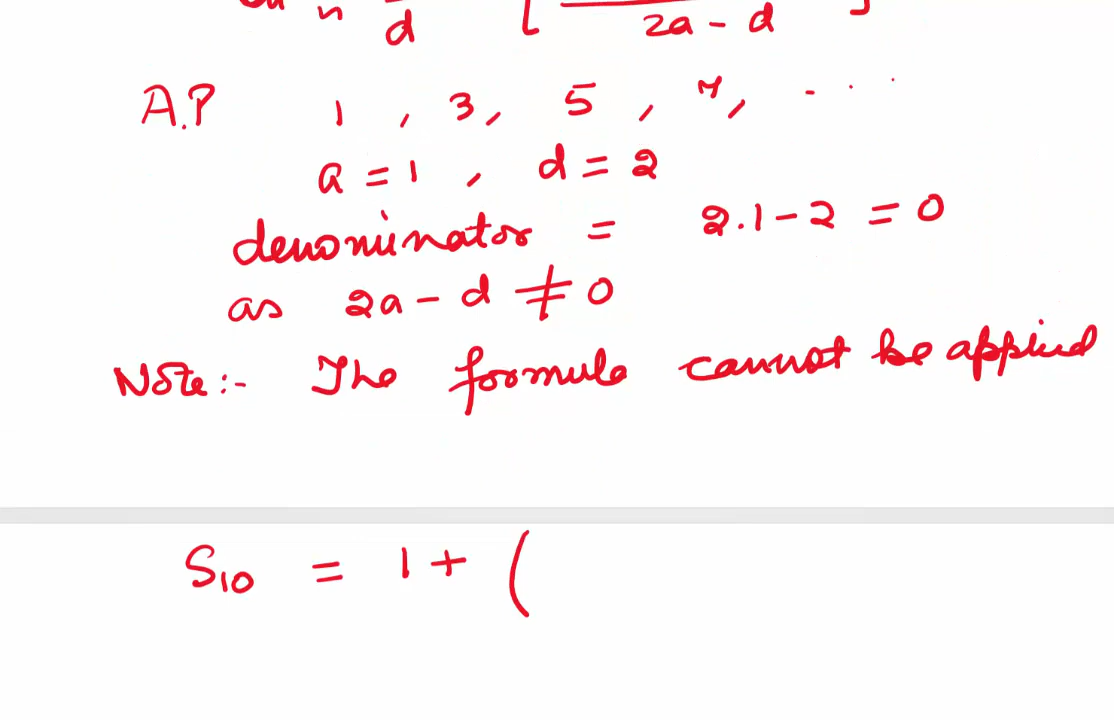 n d [ 2a - d ]
A.P 1 , 3, 5 , 7, - . .
a = 1 , d = 2
denominator = 2.1 - 2 = 0
as 2a - d ≠ 0
Note :- The formula cannot be applied
S₁₀ = 1 + (